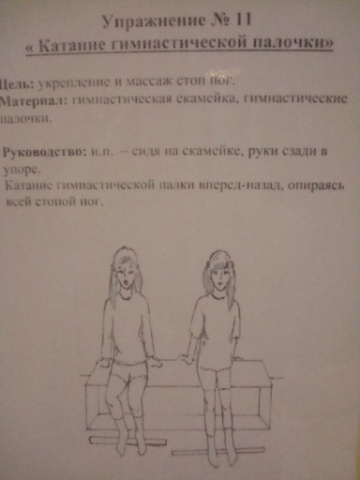 Упражнение № 11
« Катание гимнастической палочки»
Цель: укрепление и массаж стоп ног.
Материал: гимнастическая скамейка, гимнастические
палочки.
Руководство: и.п. – сидя на скамейке, руки сзади в
упоре.
Катание гимнастической палки вперед-назад, опираясь
всей стопой ног.